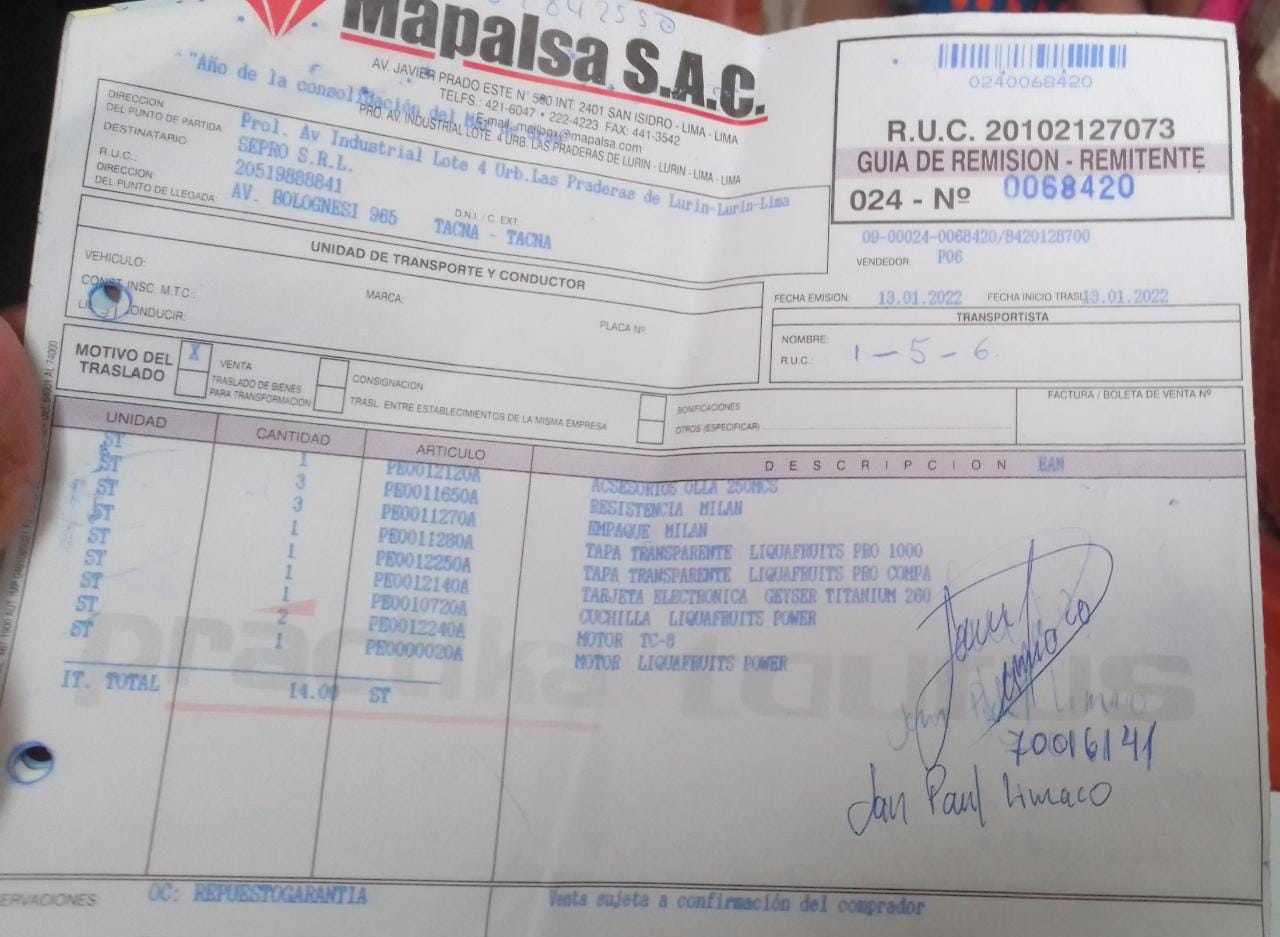 Mapalsa S.A.C.
AV. JAVIER PRADO ESTE N° 560 INT. 2401 SAN ISIDRO - LIMA - LIMA
TELFS.: 421-6047 • 222-4223 FAX: 441-3542
E-mail: mailbox@mapalsa.com
PRO. AV. INDUSTRIAL LOTE. 4 URB. LAS PRADERAS DE LURIN - LURIN - LIMA - LIMA
"Año de la consolidación del
0240068420
R.U.C. 20102127073
GUIA DE REMISION - REMITENTE
024 - Nº 0068420
DIRECCION DEL PUNTO DE PARTIDA: Prol. Av Industrial Lote 4 Urb.Las Praderas de Lurin-Lurin-Lima
DESTINATARIO: SEPRO S.R.L.
R.U.C.: 20519888841 D.N.I. / C. EXT.
DIRECCION DEL PUNTO DE LLEGADA: AV. BOLOGNESI 965 TACNA - TACNA
09-00024-0068420/8420128700
VENDEDOR: P06
UNIDAD DE TRANSPORTE Y CONDUCTOR
VEHICULO:
MARCA:
CONST. INSC. M.T.C.:
PLACA Nº
CONDUCIR:
FECHA EMISION: 13.01.2022 FECHA INICIO TRASL 13.01.2022
TRANSPORTISTA
NOMBRE:
R.U.C.: 1 - 5 - 6.
MOTIVO DEL TRASLADO
X VENTA
TRASLADO DE BIENES PARA TRANSFORMACION
CONSIGNACION
TRASL. ENTRE ESTABLECIMIENTOS DE LA MISMA EMPRESA
BONIFICACIONES
OTROS (ESPECIFICAR)
FACTURA / BOLETA DE VENTA Nº
UNIDAD CANTIDAD ARTICULO DESCRIPCION EAN
ST 1 PE0012120A ACSESORIOS OLLA 250MCS
ST 3 PE0011650A RESISTENCIA MILAN
ST 3 PE0011270A EMPAQUE MILAN
ST 1 PE0011280A TAPA TRANSPARENTE LIQUAFRUITS PRO 1000
ST 1 PE0012250A TAPA TRANSPARENTE LIQUAFRUITS PRO COMPA
ST 1 PE0012140A TARJETA ELECTRONICA GEYSER TITANIUM 260
ST 1 PE0010720A CUCHILLA LIQUAFRUITS POWER
ST 2 PE0012240A MOTOR TC-8
ST 1 PE0000020A MOTOR LIQUAFRUITS POWER
IT. TOTAL 14.00 ST
práctika taurus
70016141
Jan Paul Limaco
OC: REPUESTOGARANTIA
Venta sujeta a confirmación del comprador